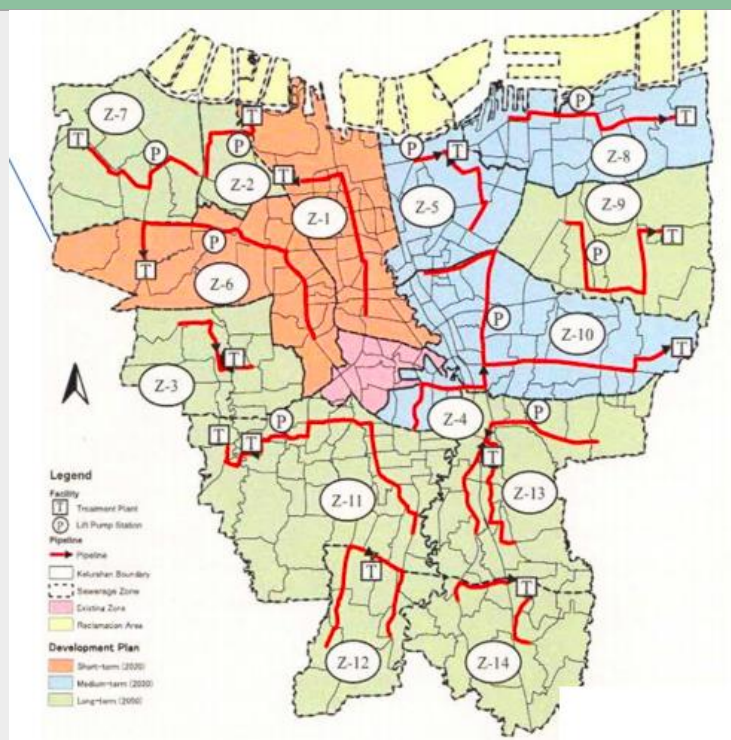 T
T
P
Z-7
P
T
Z-2
T
Z-1
P
T
Z-5
P
T
Z-8
Z-9
P
T
P
T
Z-6
P
Z-10
T
T
Z-3
P
Z-4
P
T
T
T
Z-11
Z-13
T
T
Z-12
Z-14
Legend
Facility
T Treatment Plant
P Lift Pump Station
Pipeline
Pipeline
Kelurahan Boundary
Sewerage Zone
Existing Zone
Reclamation Area
Development Plan
Short-term (2020)
Medium-term (2030)
Long-term (2050)